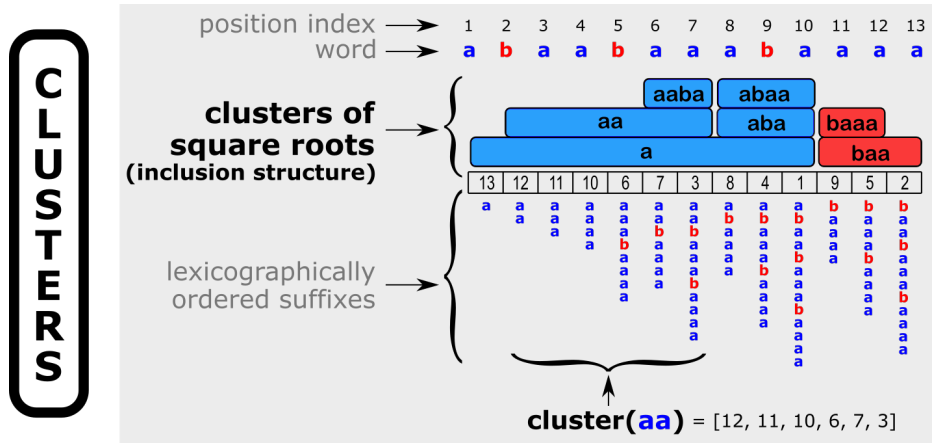 CLUSTERS
position index 1 2 3 4 5 6 7 8 9 10 11 12 13
word a b a a b a a a b a a a a
clusters of
square roots
(inclusion structure)
aaba abaa
aa aba baaa
a baa
13 12 11 10 6 7 3 8 4 1 9 5 2
a a a a a a a a a a b b b
a a a a a a b b b a a a
a a a b b a a a a a a
a b a a a a a a a b
a a a a a b a b a
a a a a b a a a
a a b a a a a
a a a a a b
a a b a a
a a a a
a a a
a a
a
lexicographically
ordered suffixes
cluster(aa) = [12, 11, 10, 6, 7, 3]